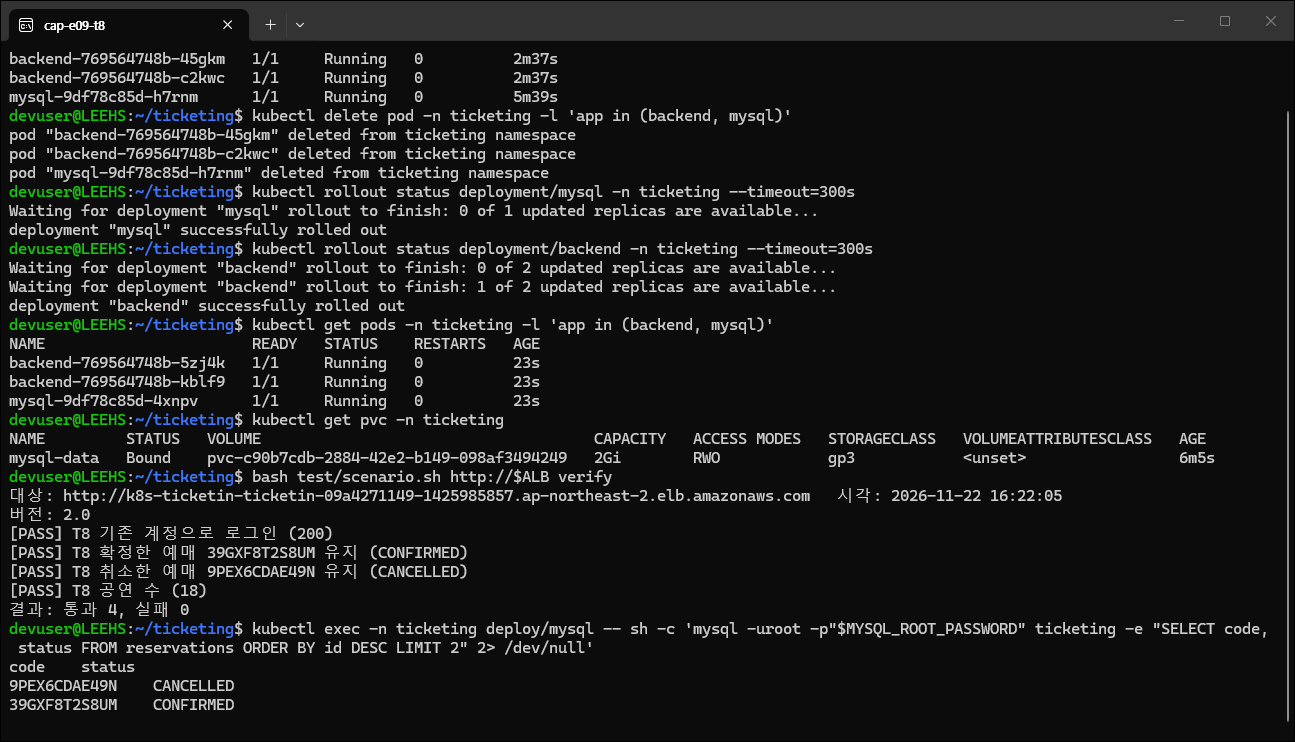 cap-e09-t8
backend-769564748b-45gkm   1/1     Running   0          2m37s
backend-769564748b-c2kwc   1/1     Running   0          2m37s
mysql-9df78c85d-h7rnm      1/1     Running   0          5m39s
devuser@LEEHS:~/ticketing$ kubectl delete pod -n ticketing -l 'app in (backend, mysql)'
pod "backend-769564748b-45gkm" deleted from ticketing namespace
pod "backend-769564748b-c2kwc" deleted from ticketing namespace
pod "mysql-9df78c85d-h7rnm" deleted from ticketing namespace
devuser@LEEHS:~/ticketing$ kubectl rollout status deployment/mysql -n ticketing --timeout=300s
Waiting for deployment "mysql" rollout to finish: 0 of 1 updated replicas are available...
deployment "mysql" successfully rolled out
devuser@LEEHS:~/ticketing$ kubectl rollout status deployment/backend -n ticketing --timeout=300s
Waiting for deployment "backend" rollout to finish: 0 of 2 updated replicas are available...
Waiting for deployment "backend" rollout to finish: 1 of 2 updated replicas are available...
deployment "backend" successfully rolled out
devuser@LEEHS:~/ticketing$ kubectl get pods -n ticketing -l 'app in (backend, mysql)'
NAME                       READY   STATUS    RESTARTS   AGE
backend-769564748b-5zj4k   1/1     Running   0          23s
backend-769564748b-kblf9   1/1     Running   0          23s
mysql-9df78c85d-4xnpv      1/1     Running   0          23s
devuser@LEEHS:~/ticketing$ kubectl get pvc -n ticketing
NAME         STATUS   VOLUME                                     CAPACITY   ACCESS MODES   STORAGECLASS   VOLUMEATTRIBUTESCLASS   AGE
mysql-data   Bound    pvc-c90b7cdb-2884-42e2-b149-098af3494249   2Gi        RWO            gp3            <unset>                 6m5s
devuser@LEEHS:~/ticketing$ bash test/scenario.sh http://$ALB verify
대상: http://k8s-ticketin-ticketin-09a4271149-1425985857.ap-northeast-2.elb.amazonaws.com   시각: 2026-11-22 16:22:05
버전: 2.0
[PASS] T8 기존 계정으로 로그인 (200)
[PASS] T8 확정한 예매 39GXF8T2S8UM 유지 (CONFIRMED)
[PASS] T8 취소한 예매 9PEX6CDAE49N 유지 (CANCELLED)
[PASS] T8 공연 수 (18)
결과: 통과 4, 실패 0
devuser@LEEHS:~/ticketing$ kubectl exec -n ticketing deploy/mysql -- sh -c 'mysql -uroot -p"$MYSQL_ROOT_PASSWORD" ticketing -e "SELECT code,
 status FROM reservations ORDER BY id DESC LIMIT 2" 2> /dev/null'
code    status
9PEX6CDAE49N    CANCELLED
39GXF8T2S8UM    CONFIRMED